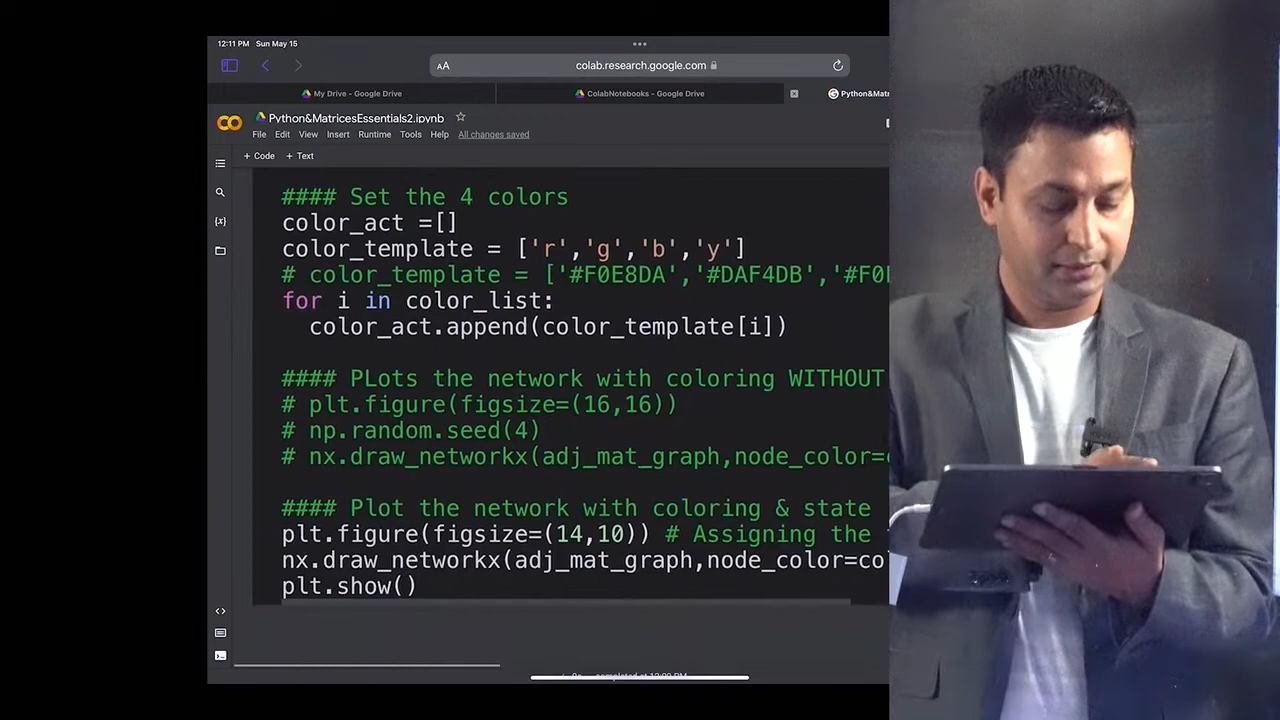 12:11 PM Sun May 15
AA colab.research.google.com
My Drive - Google Drive
ColabNotebooks - Google Drive
Python&Matr
Python&MatricesEssentials2.ipynb
File Edit View Insert Runtime Tools Help All changes saved
+ Code + Text
#### Set the 4 colors
color_act =[]
color_template = ['r','g','b','y']
# color_template = ['#F0E8DA','#DAF4DB','#F0
for i in color_list:
color_act.append(color_template[i])
#### PLots the network with coloring WITHOUT
# plt.figure(figsize=(16,16))
# np.random.seed(4)
# nx.draw_networkx(adj_mat_graph,node_color=c
#### Plot the network with coloring & state
plt.figure(figsize=(14,10)) # Assigning the
nx.draw_networkx(adj_mat_graph,node_color=co
plt.show()